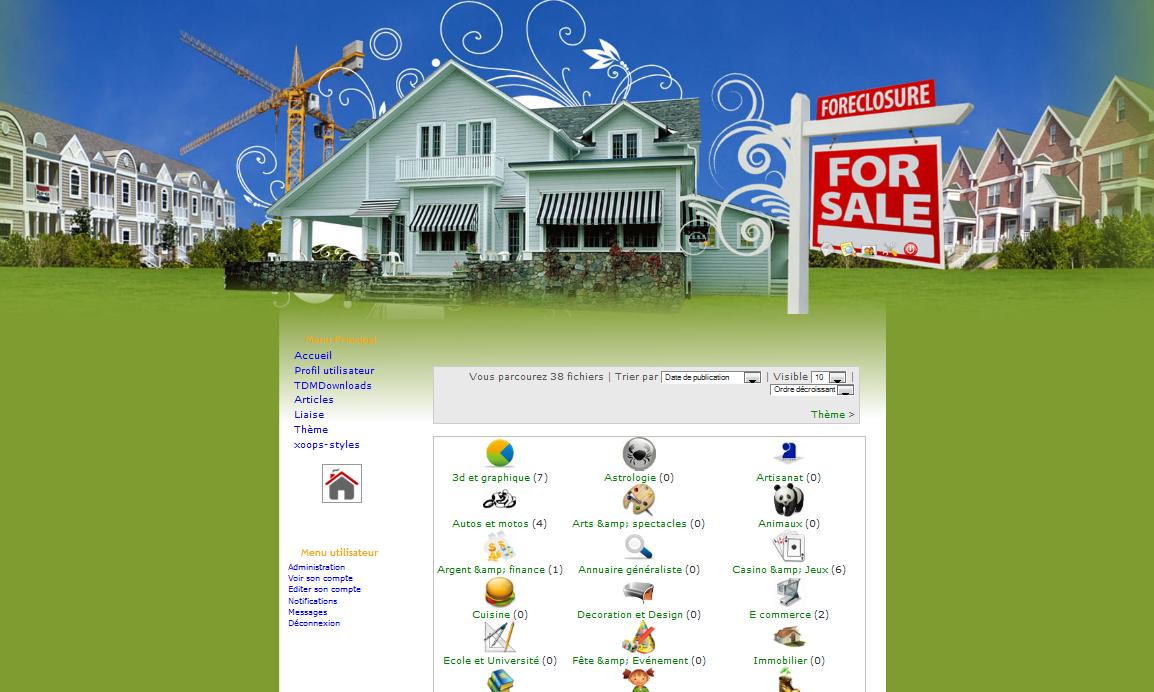 FORECLOSURE
FOR
SALE
Menu Principal
Accueil
Profil utilisateur
TDMDownloads
Articles
Liaise
Thème
xoops-styles
Menu utilisateur
Administration
Voir son compte
Editer son compte
Notifications
Messages
Déconnexion
Vous parcourez 38 fichiers | Trier par Date de publication | Visible 10 |
Ordre décroissant
Thème >
3d et graphique (7) Astrologie (0) Artisanat (0)
Autos et motos (4) Arts &amp; spectacles (0) Animaux (0)
Argent &amp; finance (1) Annuaire généraliste (0) Casino &amp; Jeux (6)
Cuisine (0) Decoration et Design (0) E commerce (2)
Ecole et Université (0) Fête &amp; Evénement (0) Immobilier (0)